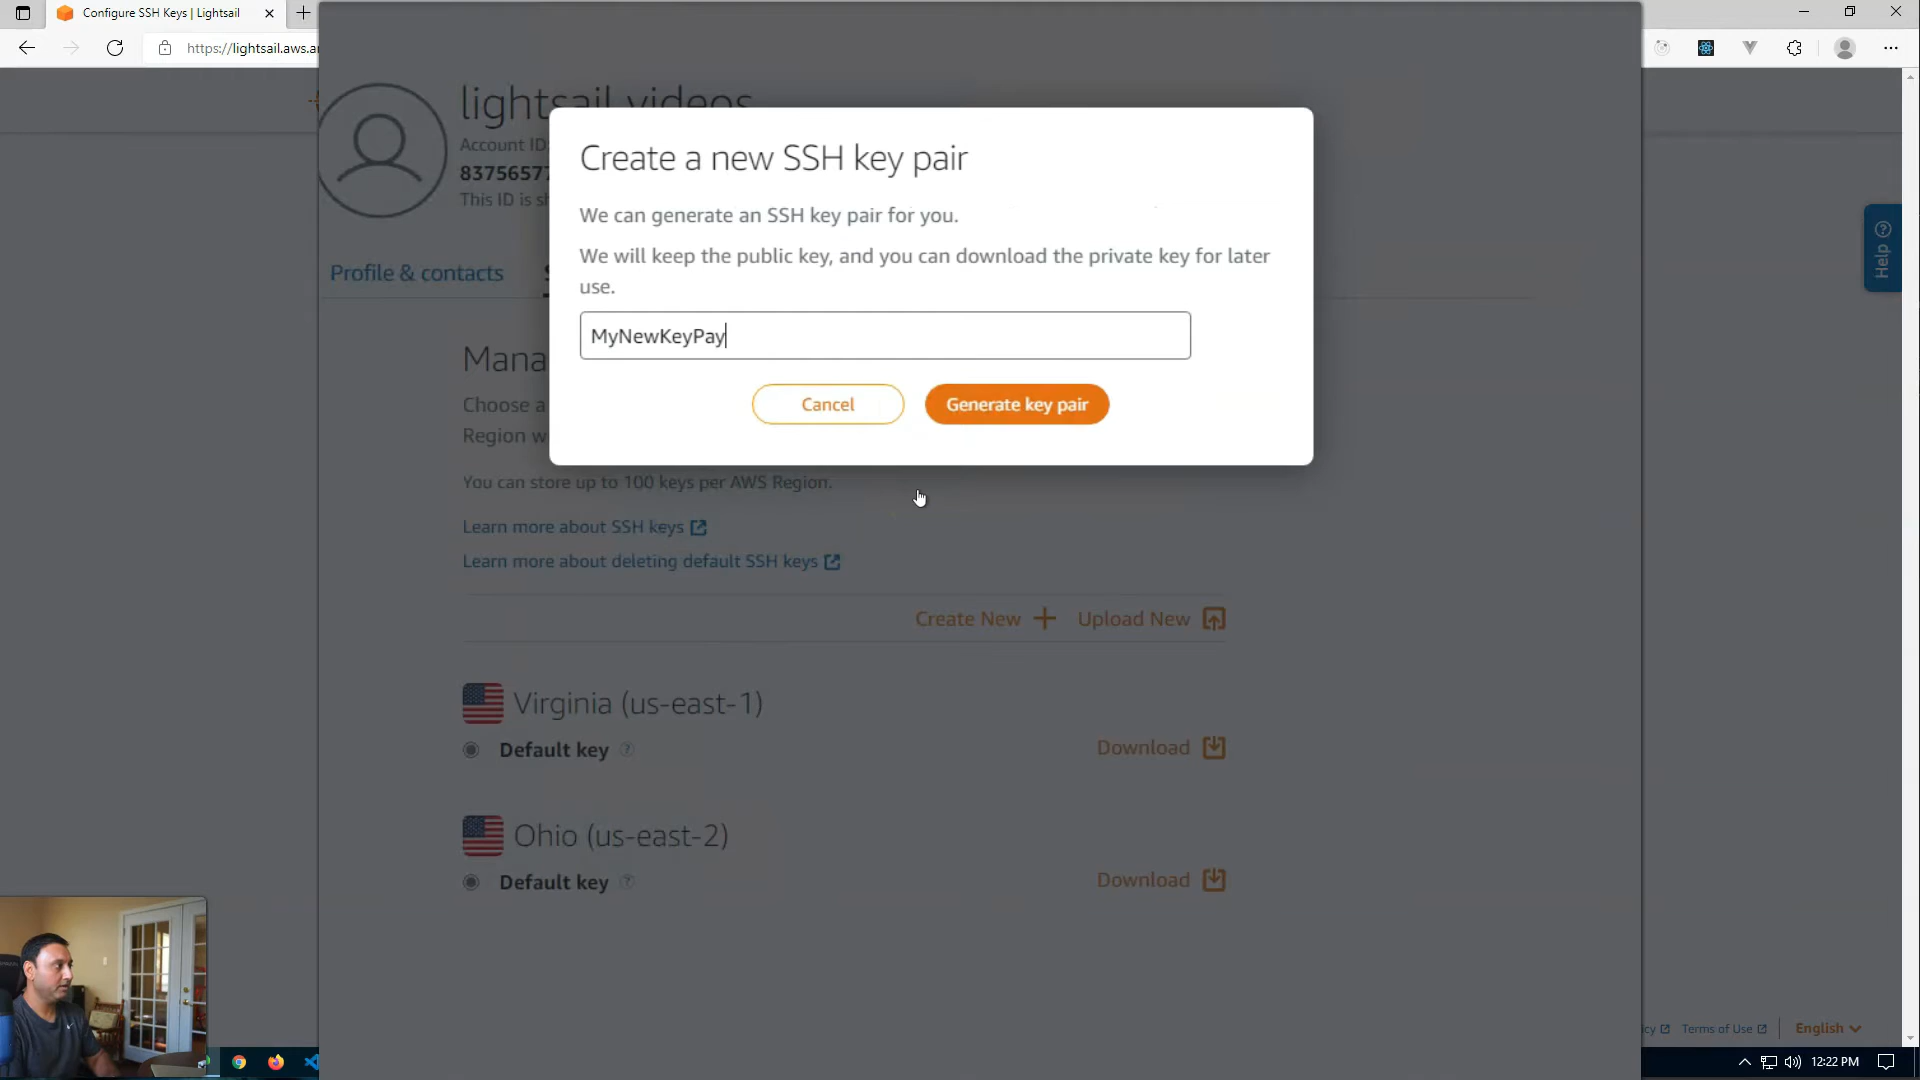 Configure SSH Keys | Lightsail
https://lightsail.aws.a
lightsail videos
Account ID
8375657
This ID is s
Profile & contacts
Create a new SSH key pair
We can generate an SSH key pair for you.
We will keep the public key, and you can download the private key for later
use.
MyNewKeyPay
Cancel
Generate key pair
Help
Mana
Choose a
Region w
You can store up to 100 keys per AWS Region.
Learn more about SSH keys
Learn more about deleting default SSH keys
Create New
Upload New
Virginia (us-east-1)
Default key ?
Download
Ohio (us-east-2)
Default key ?
Download
cy
Terms of Use
English
12:22 PM